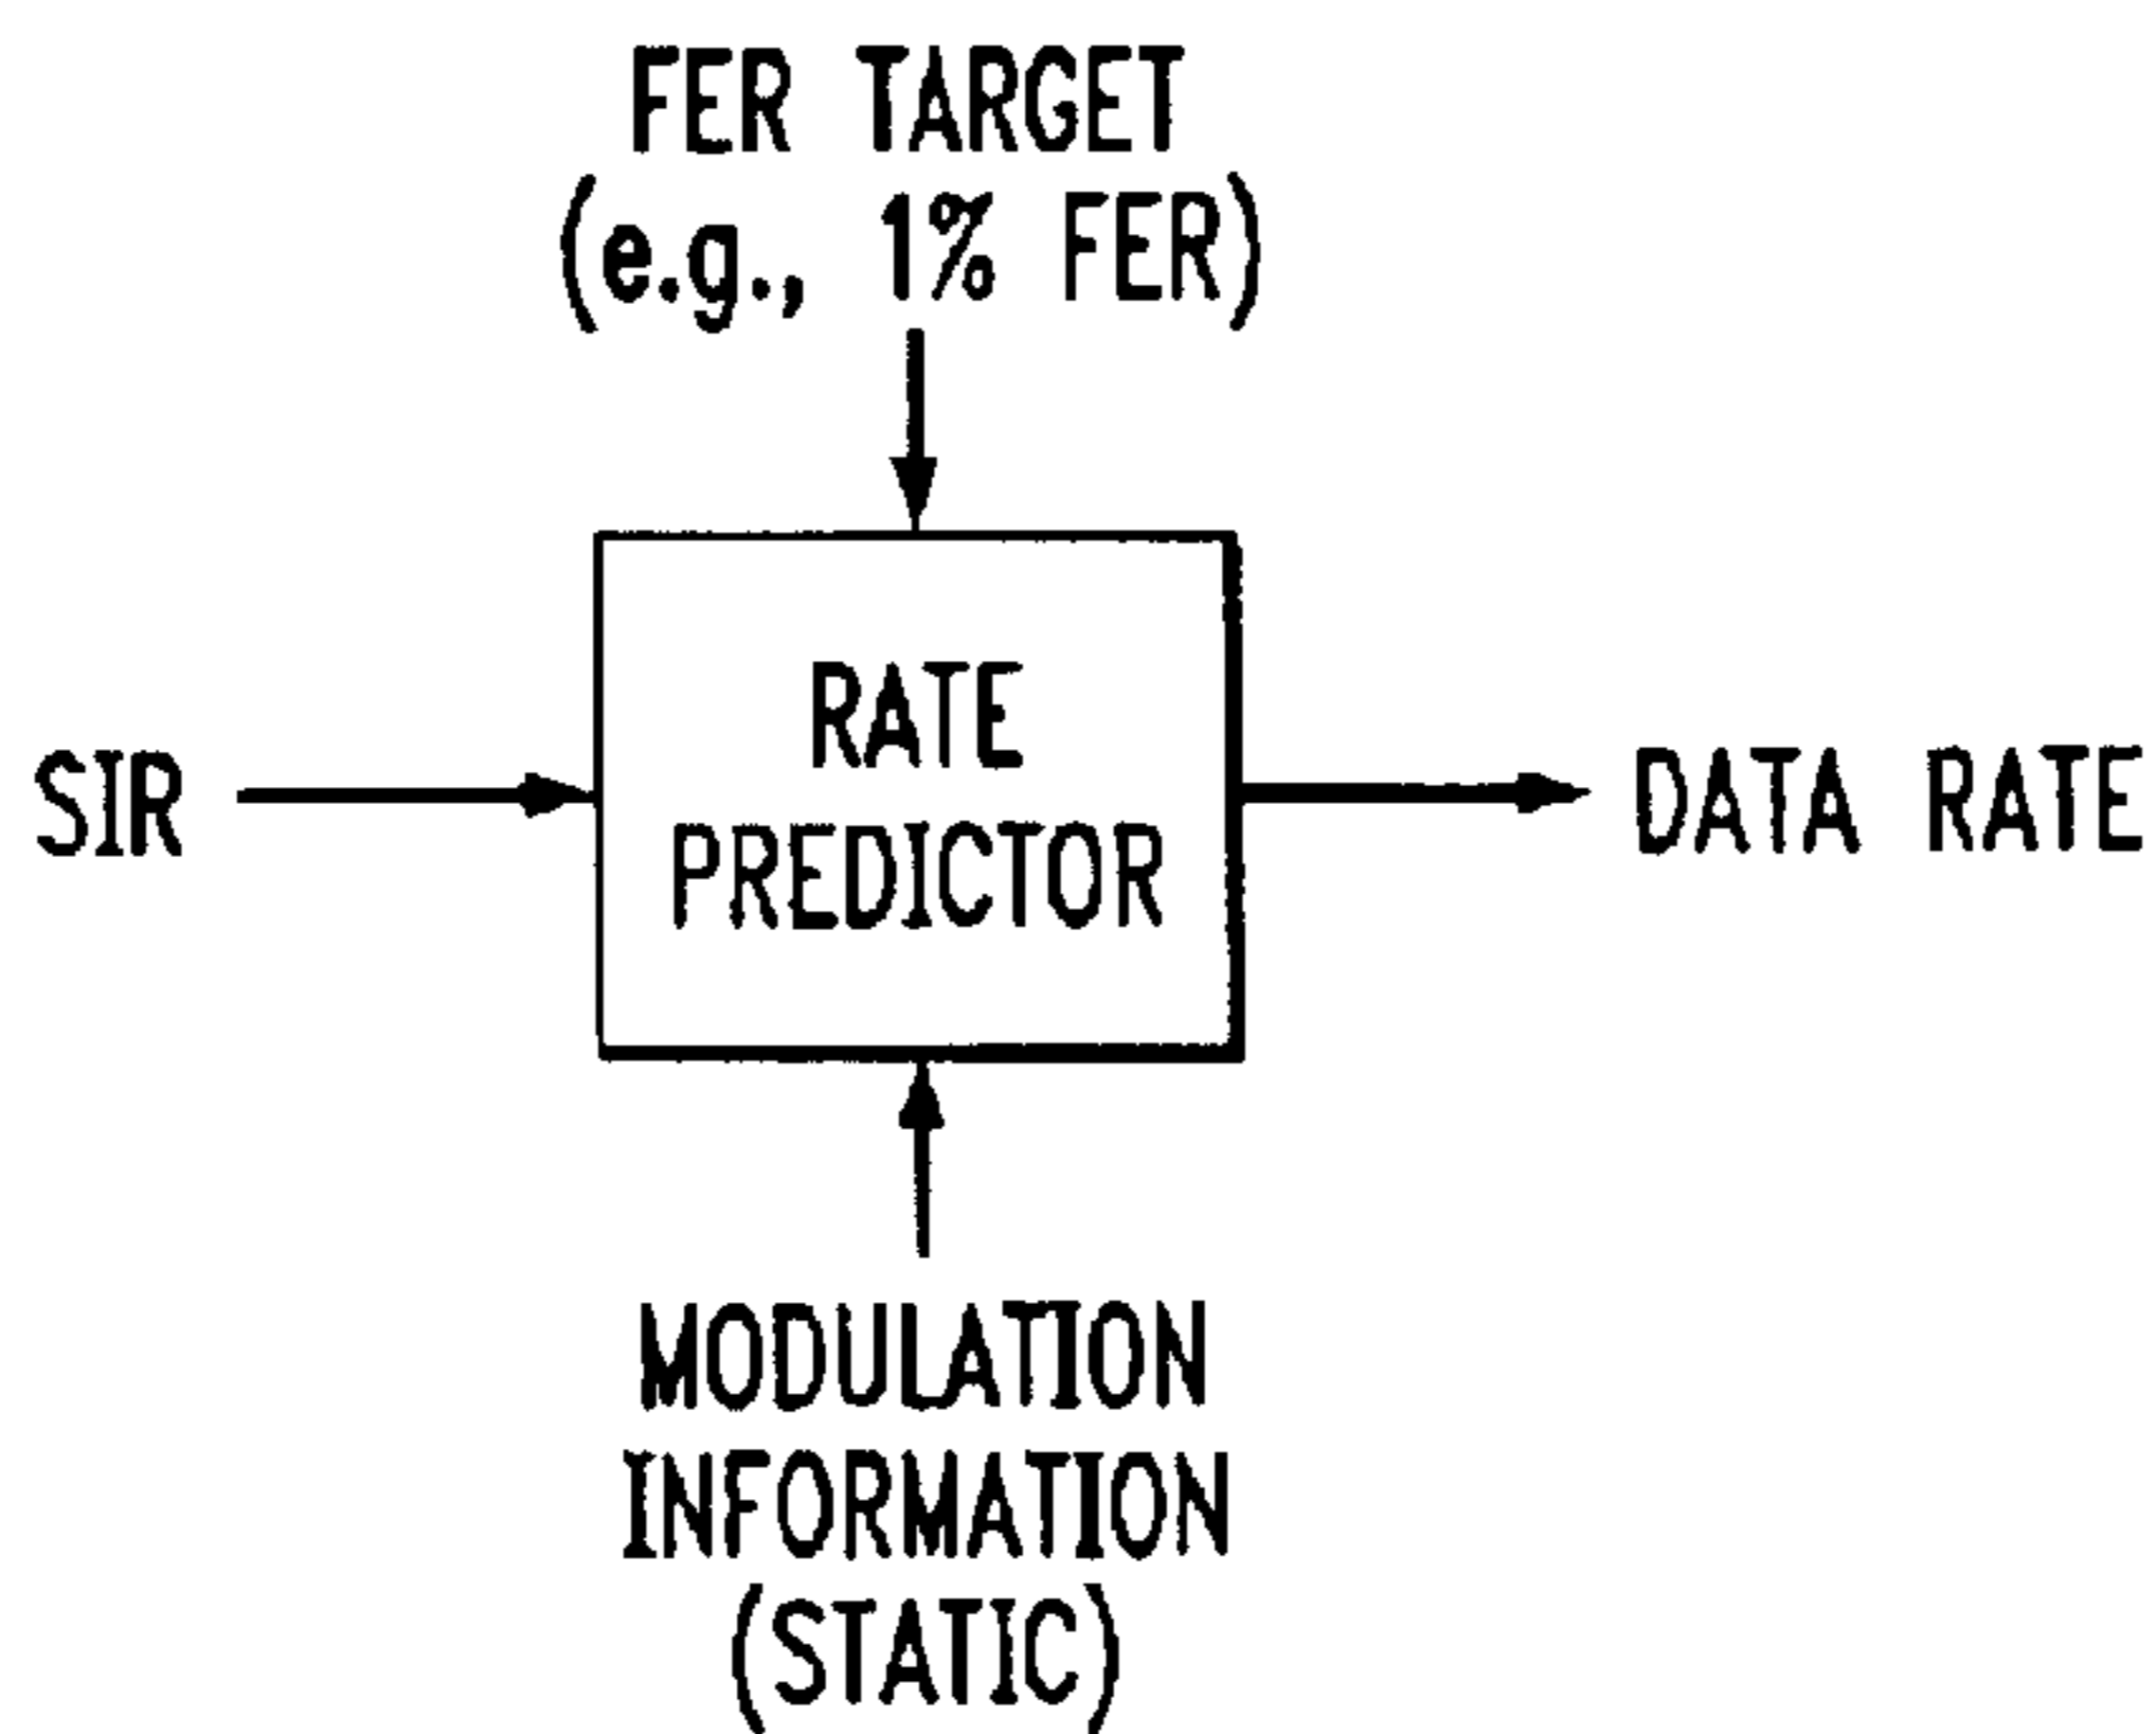 FER TARGET
(e.g., 1% FER)
RATE
PREDICTOR
SIR
DATA RATE
MODULATION
INFORMATION
(STATIC)